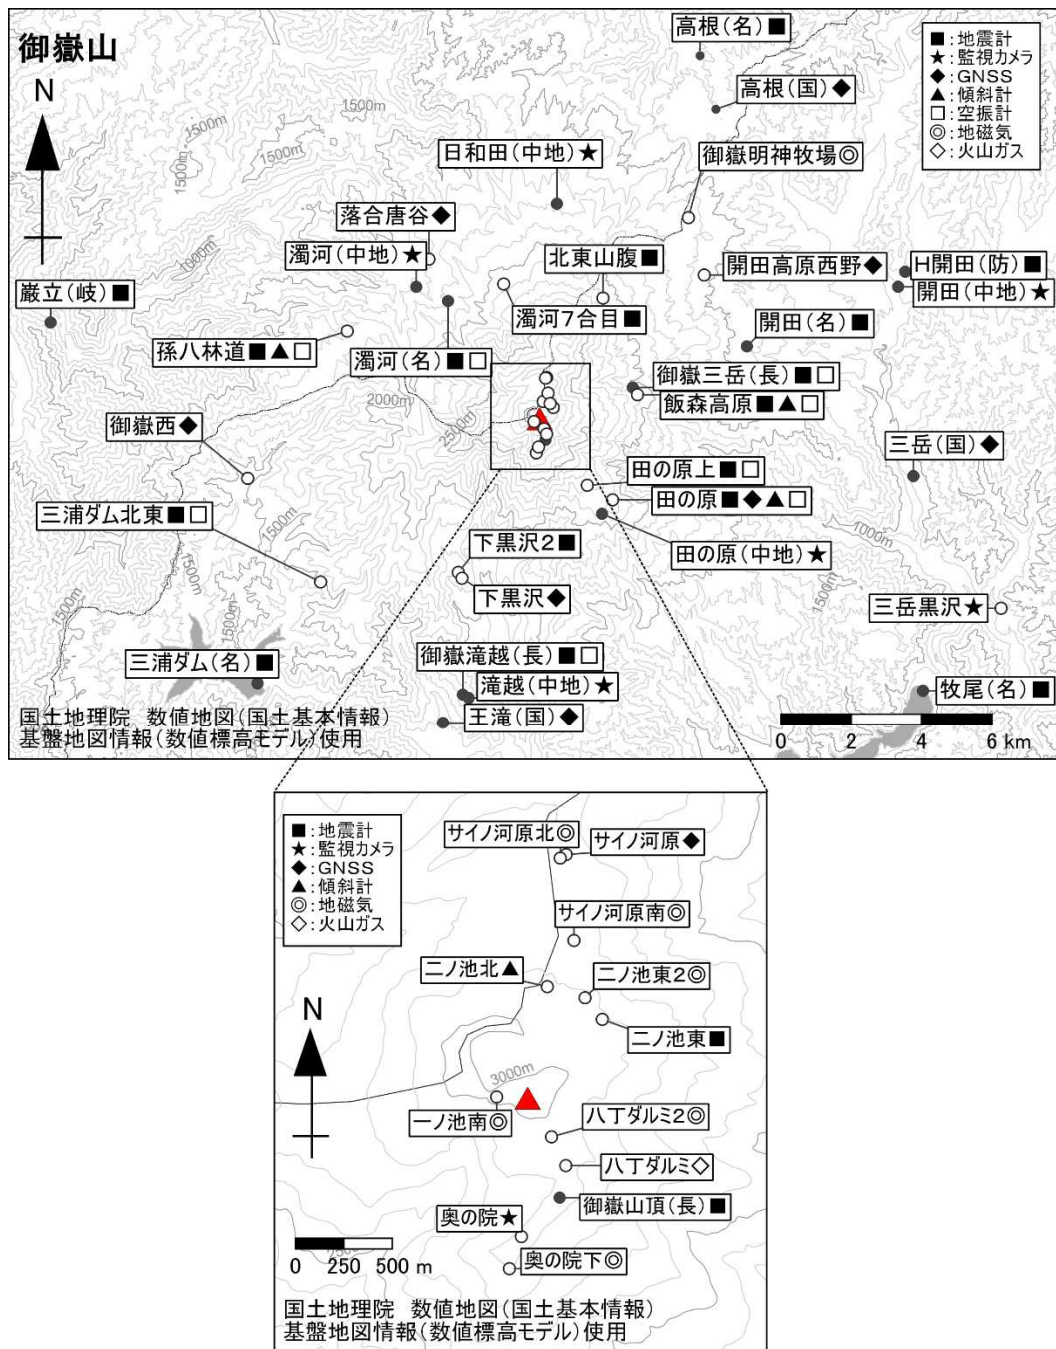 御嶽山
N
高根(名)■
■:地震計
★:監視カメラ
◆:GNSS
▲:傾斜計
□:空振計
◎:地磁気
◇:火山ガス
高根(国)◆
1500m
1500m
1500m
日和田(中地)★
御嶽明神牧場◎
1500m
落合唐谷◆
濁河(中地)★
北東山腹■
開田高原西野◆
H開田(防)■
開田(中地)★
1000m
巌立(岐)■
濁河7合目■
開田(名)■
孫八林道■▲□
濁河(名)■□
御嶽三岳(長)■□
飯森高原■▲□
2000m
2500m
御嶽西◆
三岳(国)◆
田の原上■□
田の原■◆▲□
三浦ダム北東■□
1500m
1000m
下黒沢2■
田の原(中地)★
1500m
下黒沢◆
1500m
1500m
1500m
三岳黒沢★
御嶽滝越(長)■□
三浦ダム(名)■
滝越(中地)★
牧尾(名)■
王滝(国)◆
国土地理院 数値地図(国土基本情報)
基盤地図情報(数値標高モデル)使用
0 2 4 6 km
■:地震計
★:監視カメラ
◆:GNSS
▲:傾斜計
◎:地磁気
◇:火山ガス
サイノ河原北◎
サイノ河原◆
サイノ河原南◎
二ノ池北▲
二ノ池東2◎
N
二ノ池東■
3000m
一ノ池南◎
八丁ダルミ2◎
八丁ダルミ◇
御嶽山頂(長)■
奥の院★
奥の院下◎
0 250 500 m
国土地理院 数値地図(国土基本情報)
基盤地図情報(数値標高モデル)使用